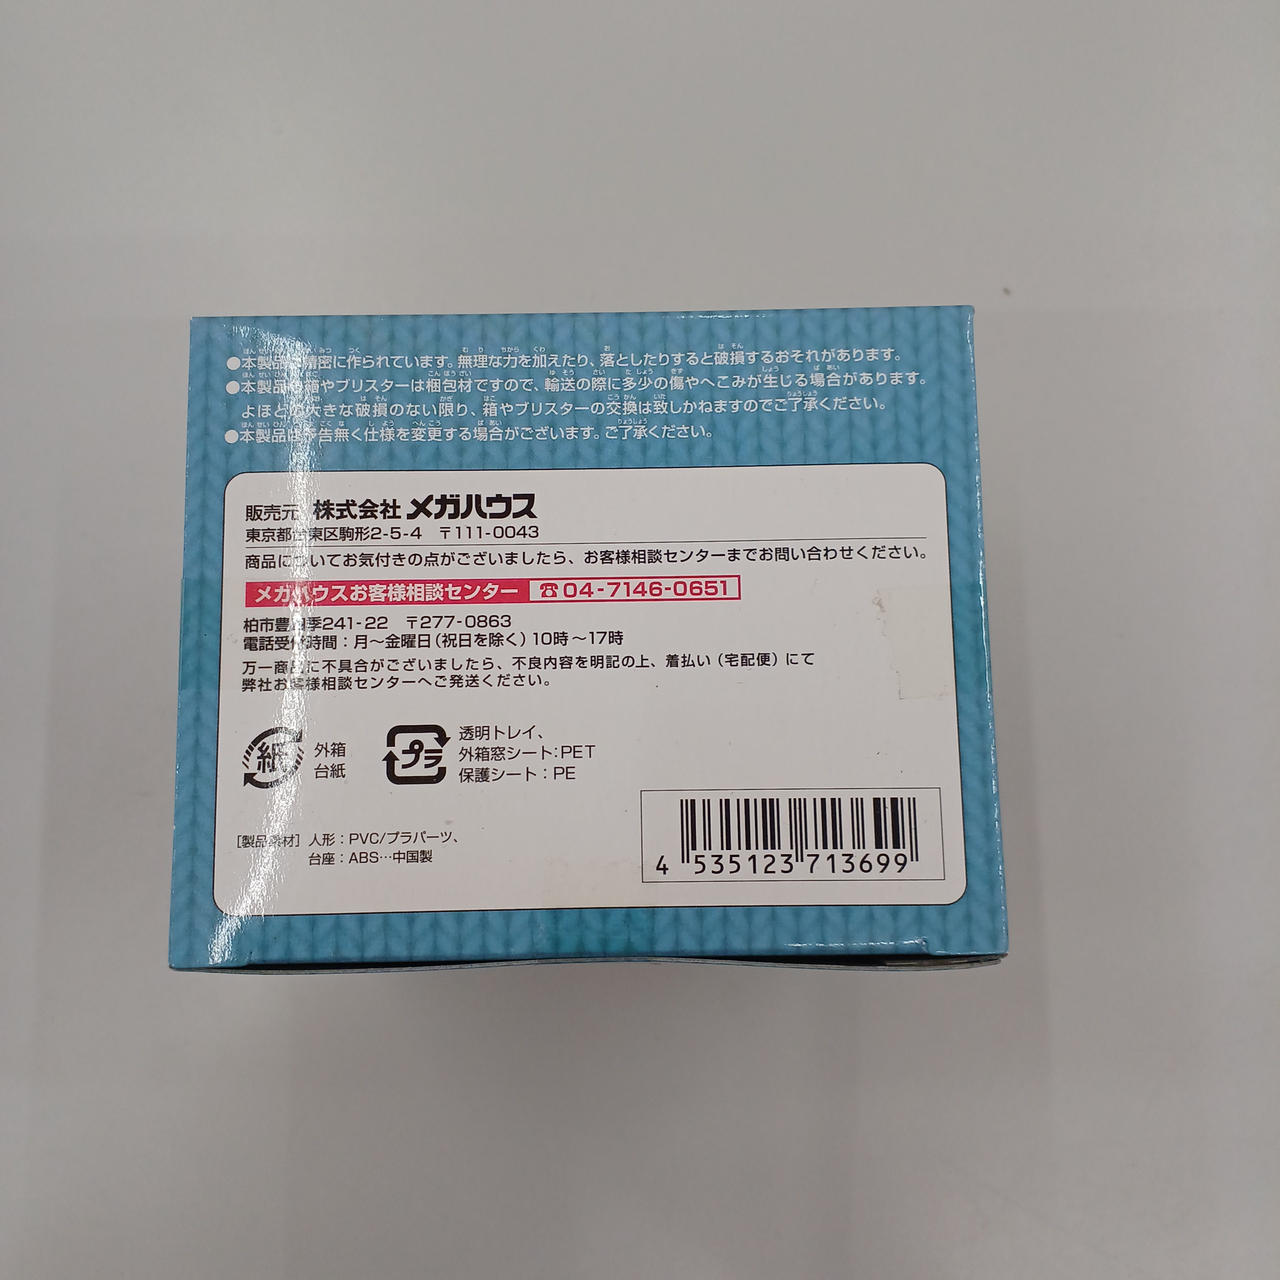 ●本製品は精密に作られています。無理な力を加えたり、落としたりすると破損するおそれがあります。
●本製品の箱やブリスターは梱包材ですので、輸送の際に多少の傷やへこみが生じる場合があります。
よほどの大きな破損のない限り、箱やブリスターの交換は致しかねますのでご了承ください。
●本製品は予告無く仕様を変更する場合がございます。ご了承ください。
販売元 株式会社 メガハウス
東京都台東区駒形2-5-4 〒111-0043
商品についてお気付きの点がございましたら、お客様相談センターまでお問い合わせください。
メガハウスお客様相談センター ☎04-7146-0651
柏市豊四季241-22 〒277-0863
電話受付時間：月～金曜日(祝日を除く)10時～17時
万一商品に不具合がございましたら、不良内容を明記の上、着払い（宅配便）にて
弊社お客様相談センターへご発送ください。
紙 外箱
台紙
プラ 透明トレイ、
外箱窓シート：PET
保護シート：PE
［製品素材］人形：PVC/プラパーツ、
台座：ABS…中国製
4 535123 713699